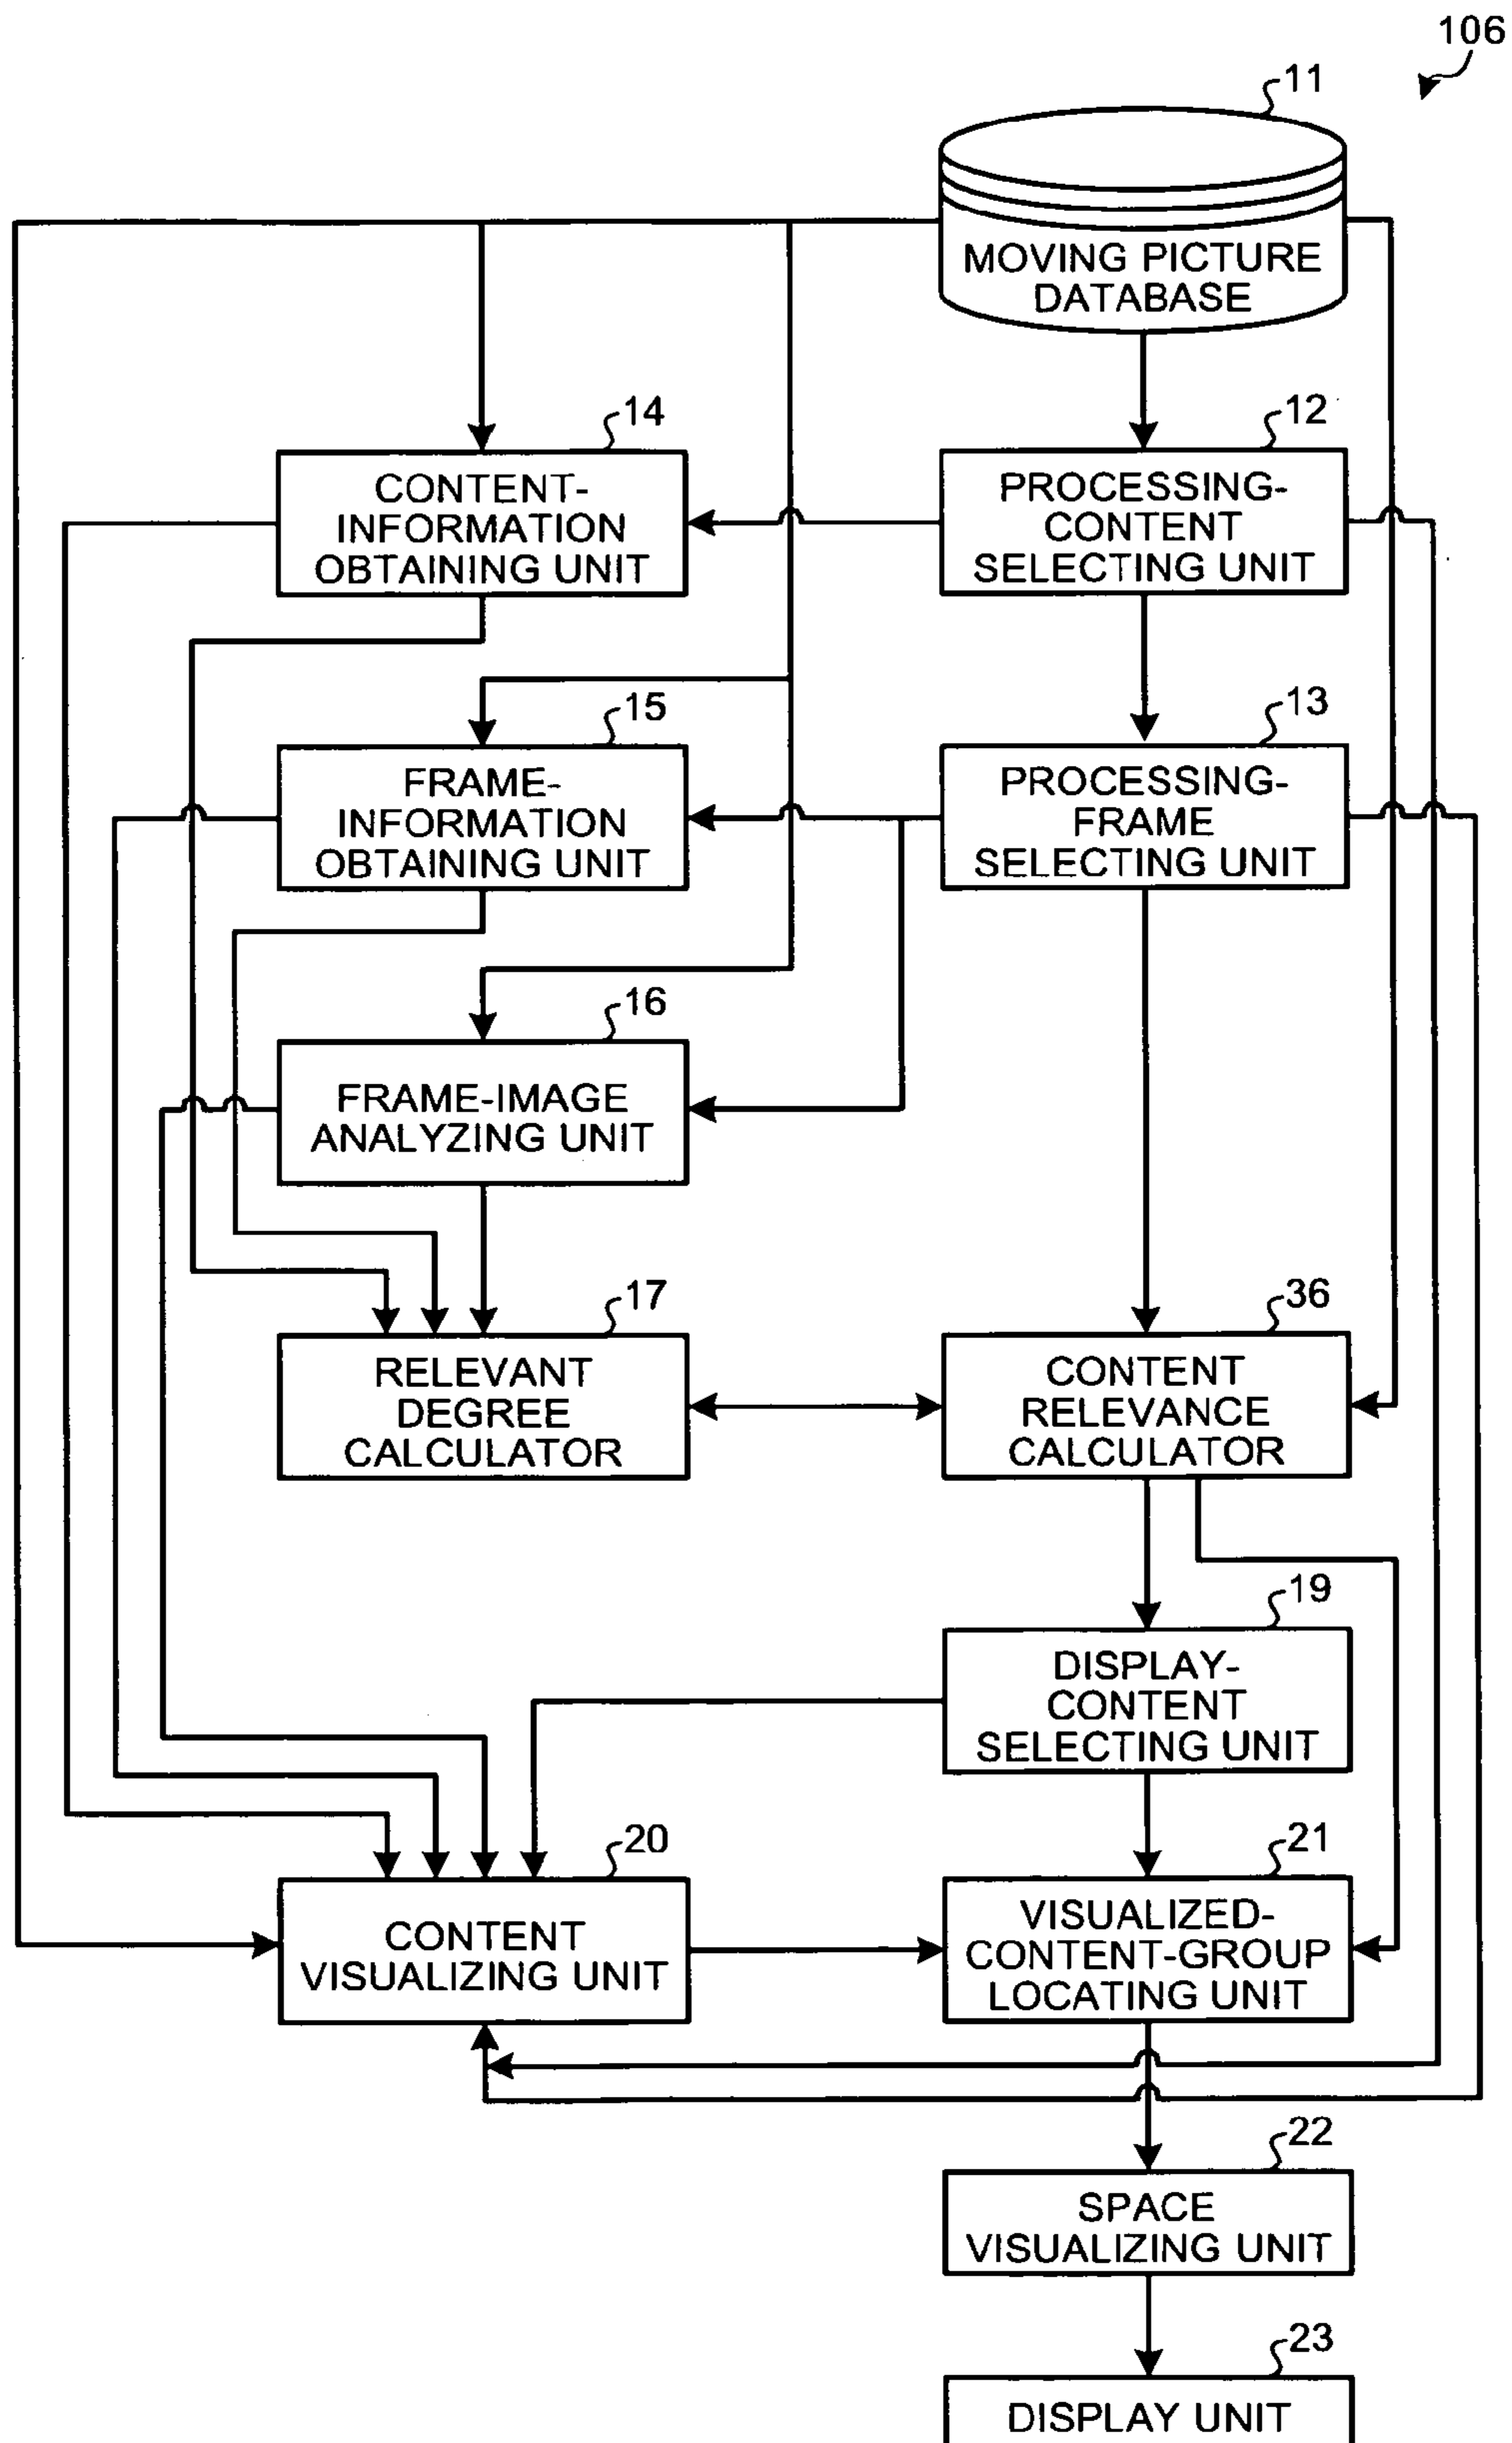 106
11
MOVING PICTURE
DATABASE
14
CONTENT-
INFORMATION
OBTAINING UNIT
12
PROCESSING-
CONTENT
SELECTING UNIT
15
FRAME-
INFORMATION
OBTAINING UNIT
13
PROCESSING-
FRAME
SELECTING UNIT
16
FRAME-IMAGE
ANALYZING UNIT
17
RELEVANT
DEGREE
CALCULATOR
36
CONTENT
RELEVANCE
CALCULATOR
19
DISPLAY-
CONTENT
SELECTING UNIT
20
CONTENT
VISUALIZING UNIT
21
VISUALIZED-
CONTENT-GROUP
LOCATING UNIT
22
SPACE
VISUALIZING UNIT
23
DISPLAY UNIT